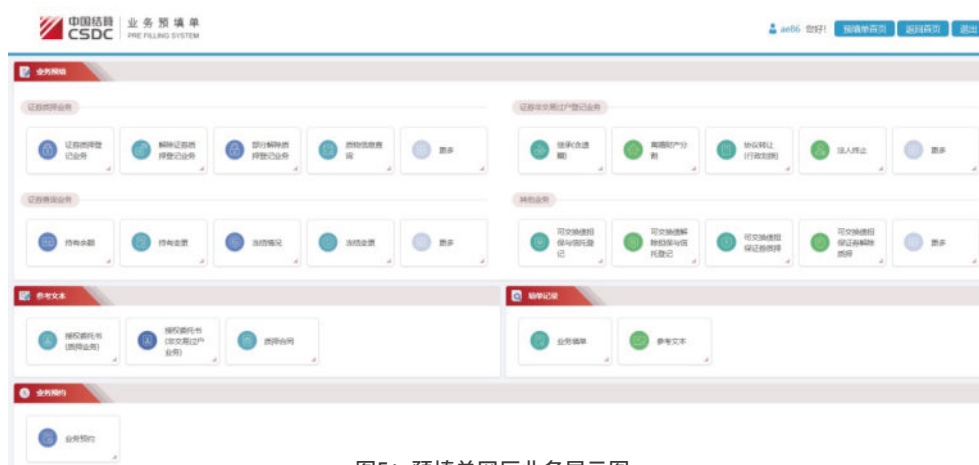 中国结算 业务预填单
CSDC PRE FILLING SYSTEM
ae86 您好! 预填单首页 返回首页 退出
业务预填
证券质押业务
证券质押登
记业务
解除证券质
押登记业务
部分解除质
押登记业务
质物信息查
询
更多
证券非交易过户登记业务
继承(含遗
赠)
离婚财产分
割
协议转让
(行政划拨)
法人终止
更多
证券查询业务
持有余额
持有变更
冻结情况
冻结变更
更多
其他业务
可交换债担
保与信托登
记
可交换债解
除担保与信
托登记
可交换债担
保证券质押
可交换债担
保证券解除
质押
更多
参考文本
授权委托书
(质押业务)
授权委托书
(非交易过户
业务)
质押合同
填单记录
业务填单
参考文本
业务预约
业务预约